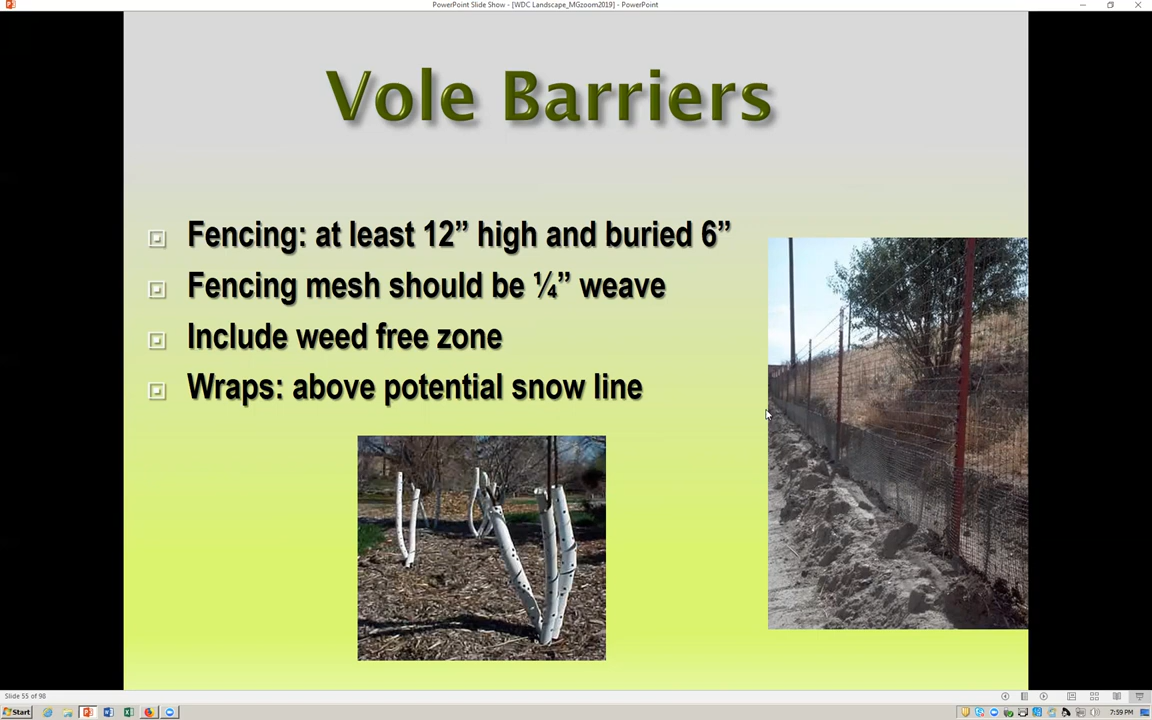 PowerPoint Slide Show - [WDC Landscape_MGzoom2019] - PowerPoint
Vole Barriers
Fencing: at least 12” high and buried 6”
Fencing mesh should be ¼” weave
Include weed free zone
Wraps: above potential snow line
Slide 55 of 98
Start
7:59 PM